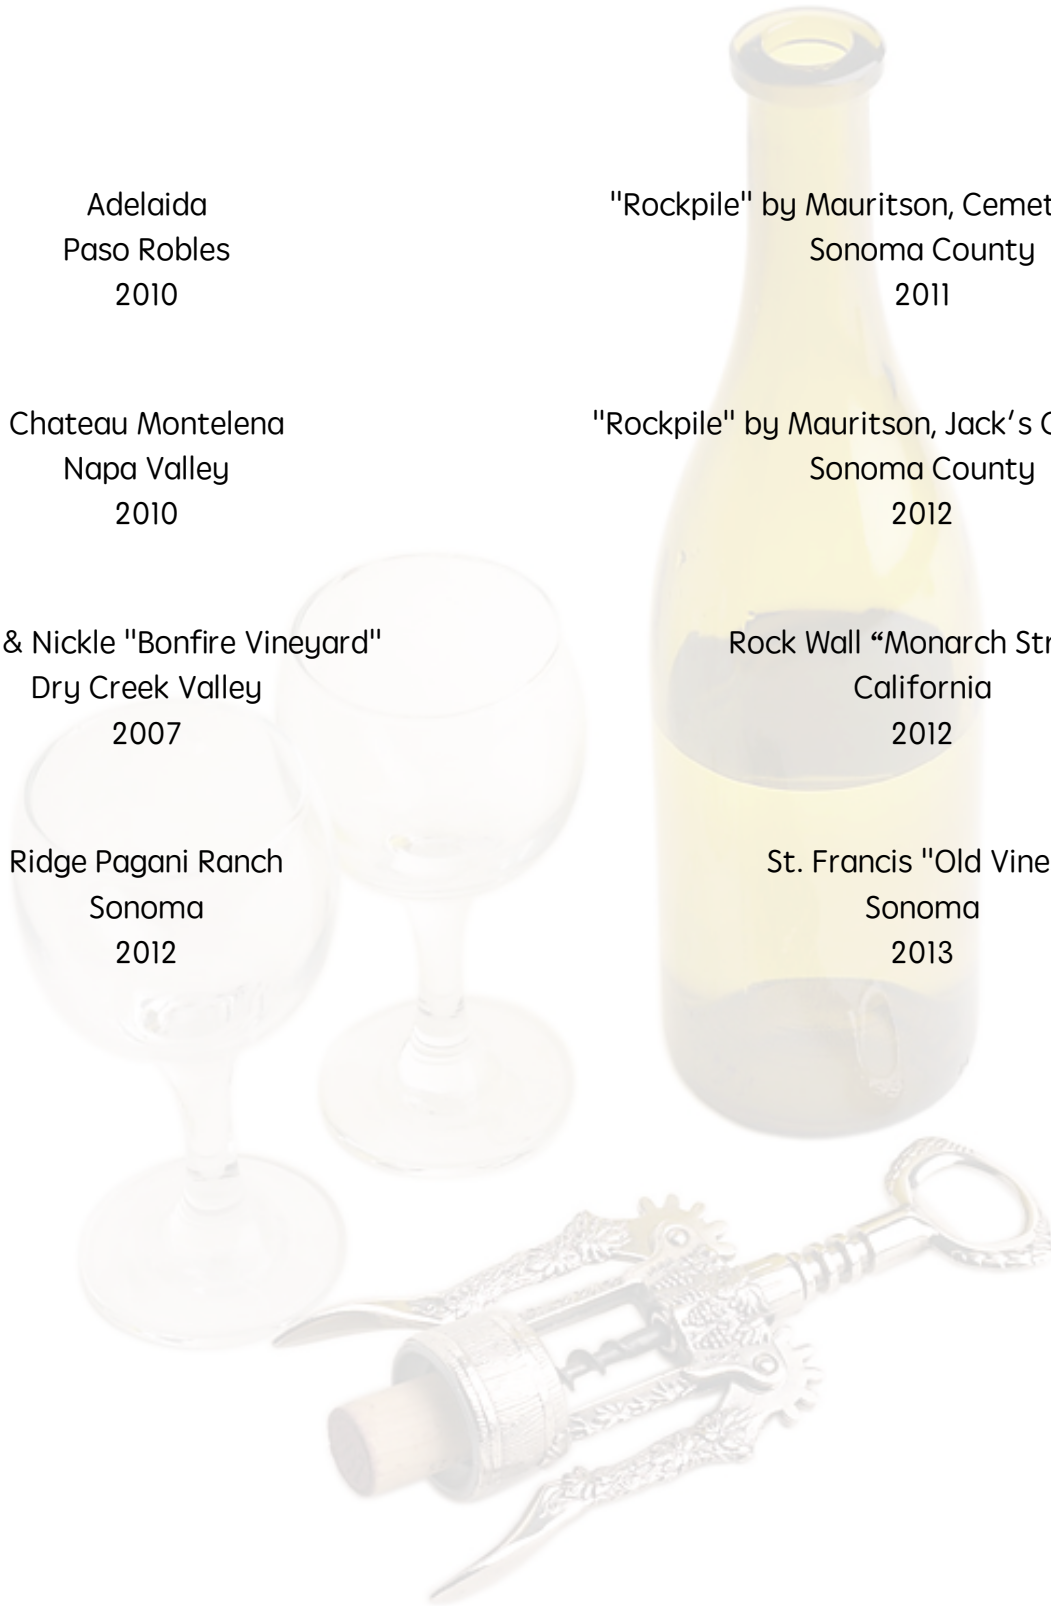 Adelaida
Paso Robles
2010
Chateau Montelena
Napa Valley
2010
& Nickle "Bonfire Vineyard"
Dry Creek Valley
2007
Ridge Pagani Ranch
Sonoma
2012
"Rockpile" by Mauritson, Cemet
Sonoma County
2011
"Rockpile" by Mauritson, Jack’s
Sonoma County
2012
Rock Wall “Monarch Str
California
2012
St. Francis "Old Vine
Sonoma
2013